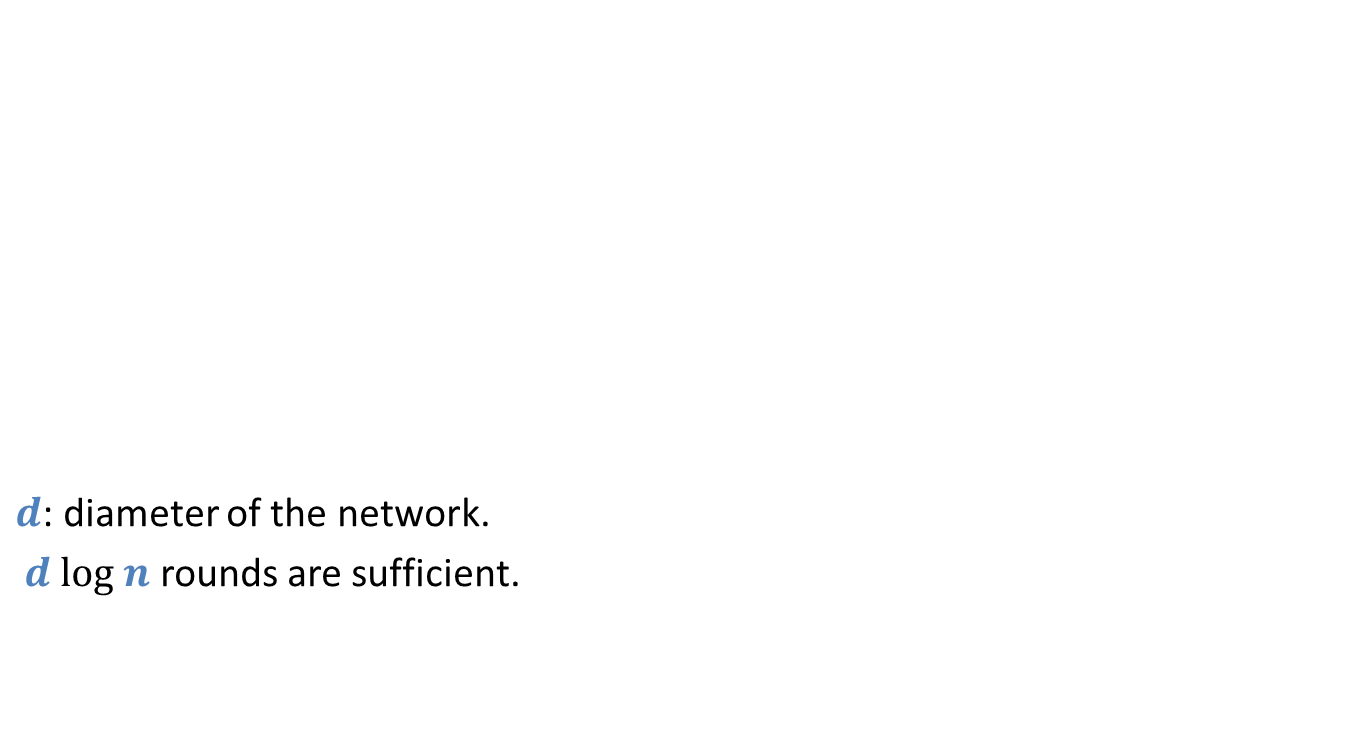 d: diameter of the network.
d log n rounds are sufficient.